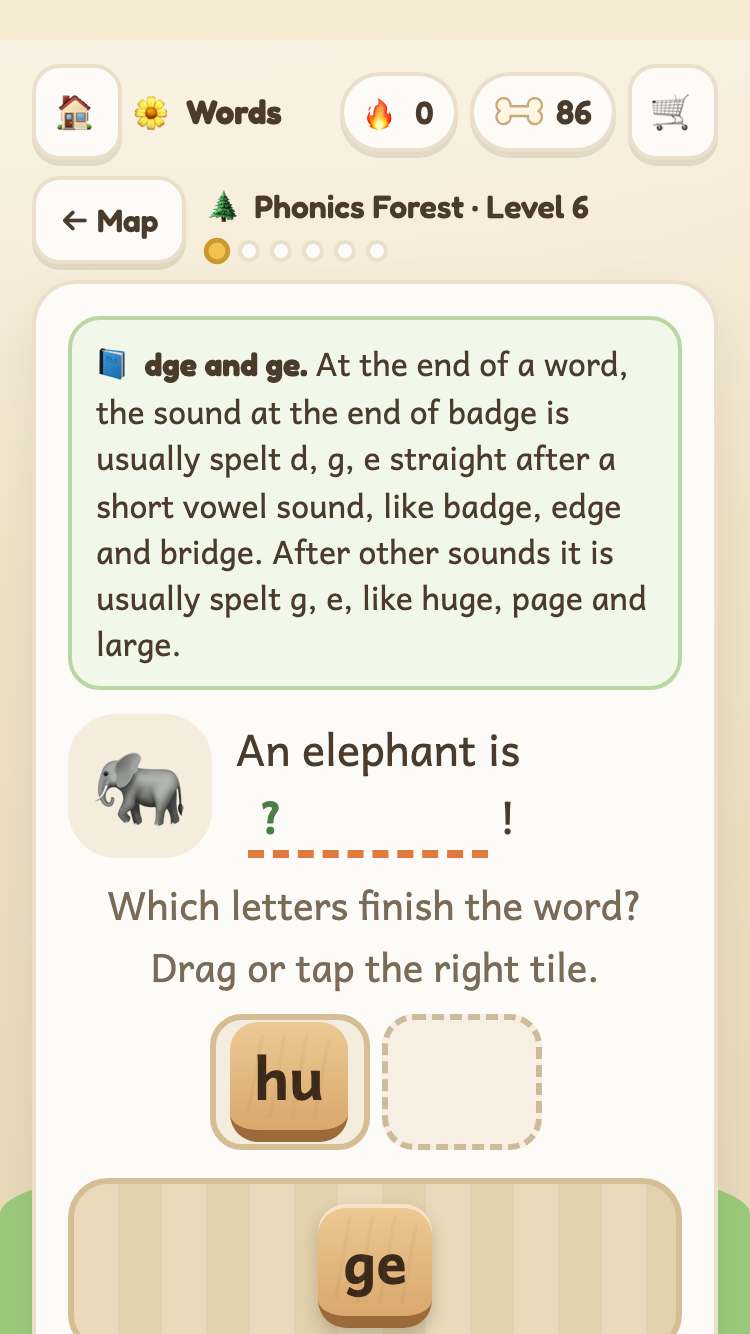 Words
0
86
← Map
Phonics Forest · Level 6
dge and ge. At the end of a word,
the sound at the end of badge is
usually spelt d, g, e straight after a
short vowel sound, like badge, edge
and bridge. After other sounds it is
usually spelt g, e, like huge, page and
large.
An elephant is
? !
Which letters finish the word?
Drag or tap the right tile.
hu
ge